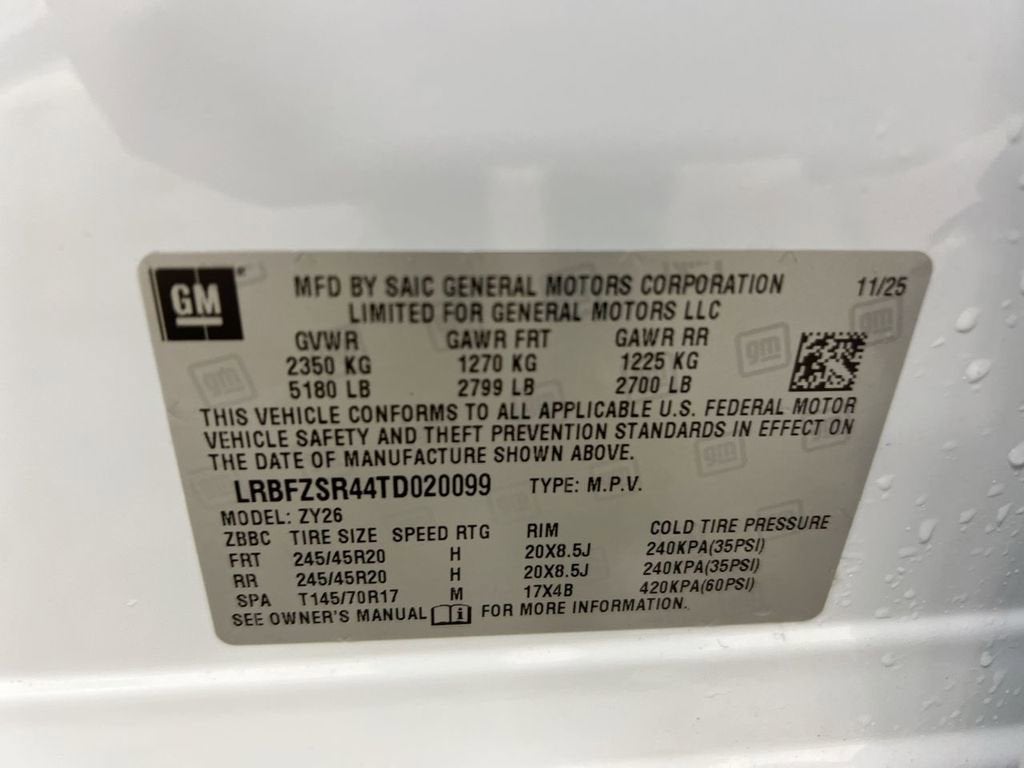 GM
MFD BY SAIC GENERAL MOTORS CORPORATION 11/25
LIMITED FOR GENERAL MOTORS LLC
GVWR GAWR FRT GAWR RR
2350 KG 1270 KG 1225 KG
5180 LB 2799 LB 2700 LB
THIS VEHICLE CONFORMS TO ALL APPLICABLE U.S. FEDERAL MOTOR
VEHICLE SAFETY AND THEFT PREVENTION STANDARDS IN EFFECT ON
THE DATE OF MANUFACTURE SHOWN ABOVE.
LRBFZSR44TD020099 TYPE: M.P.V.
MODEL: ZY26
ZBBC TIRE SIZE SPEED RTG RIM COLD TIRE PRESSURE
FRT 245/45R20 H 20X8.5J 240KPA(35PSI)
RR 245/45R20 H 20X8.5J 240KPA(35PSI)
SPA T145/70R17 M 17X4B 420KPA(60PSI)
SEE OWNER'S MANUAL FOR MORE INFORMATION.